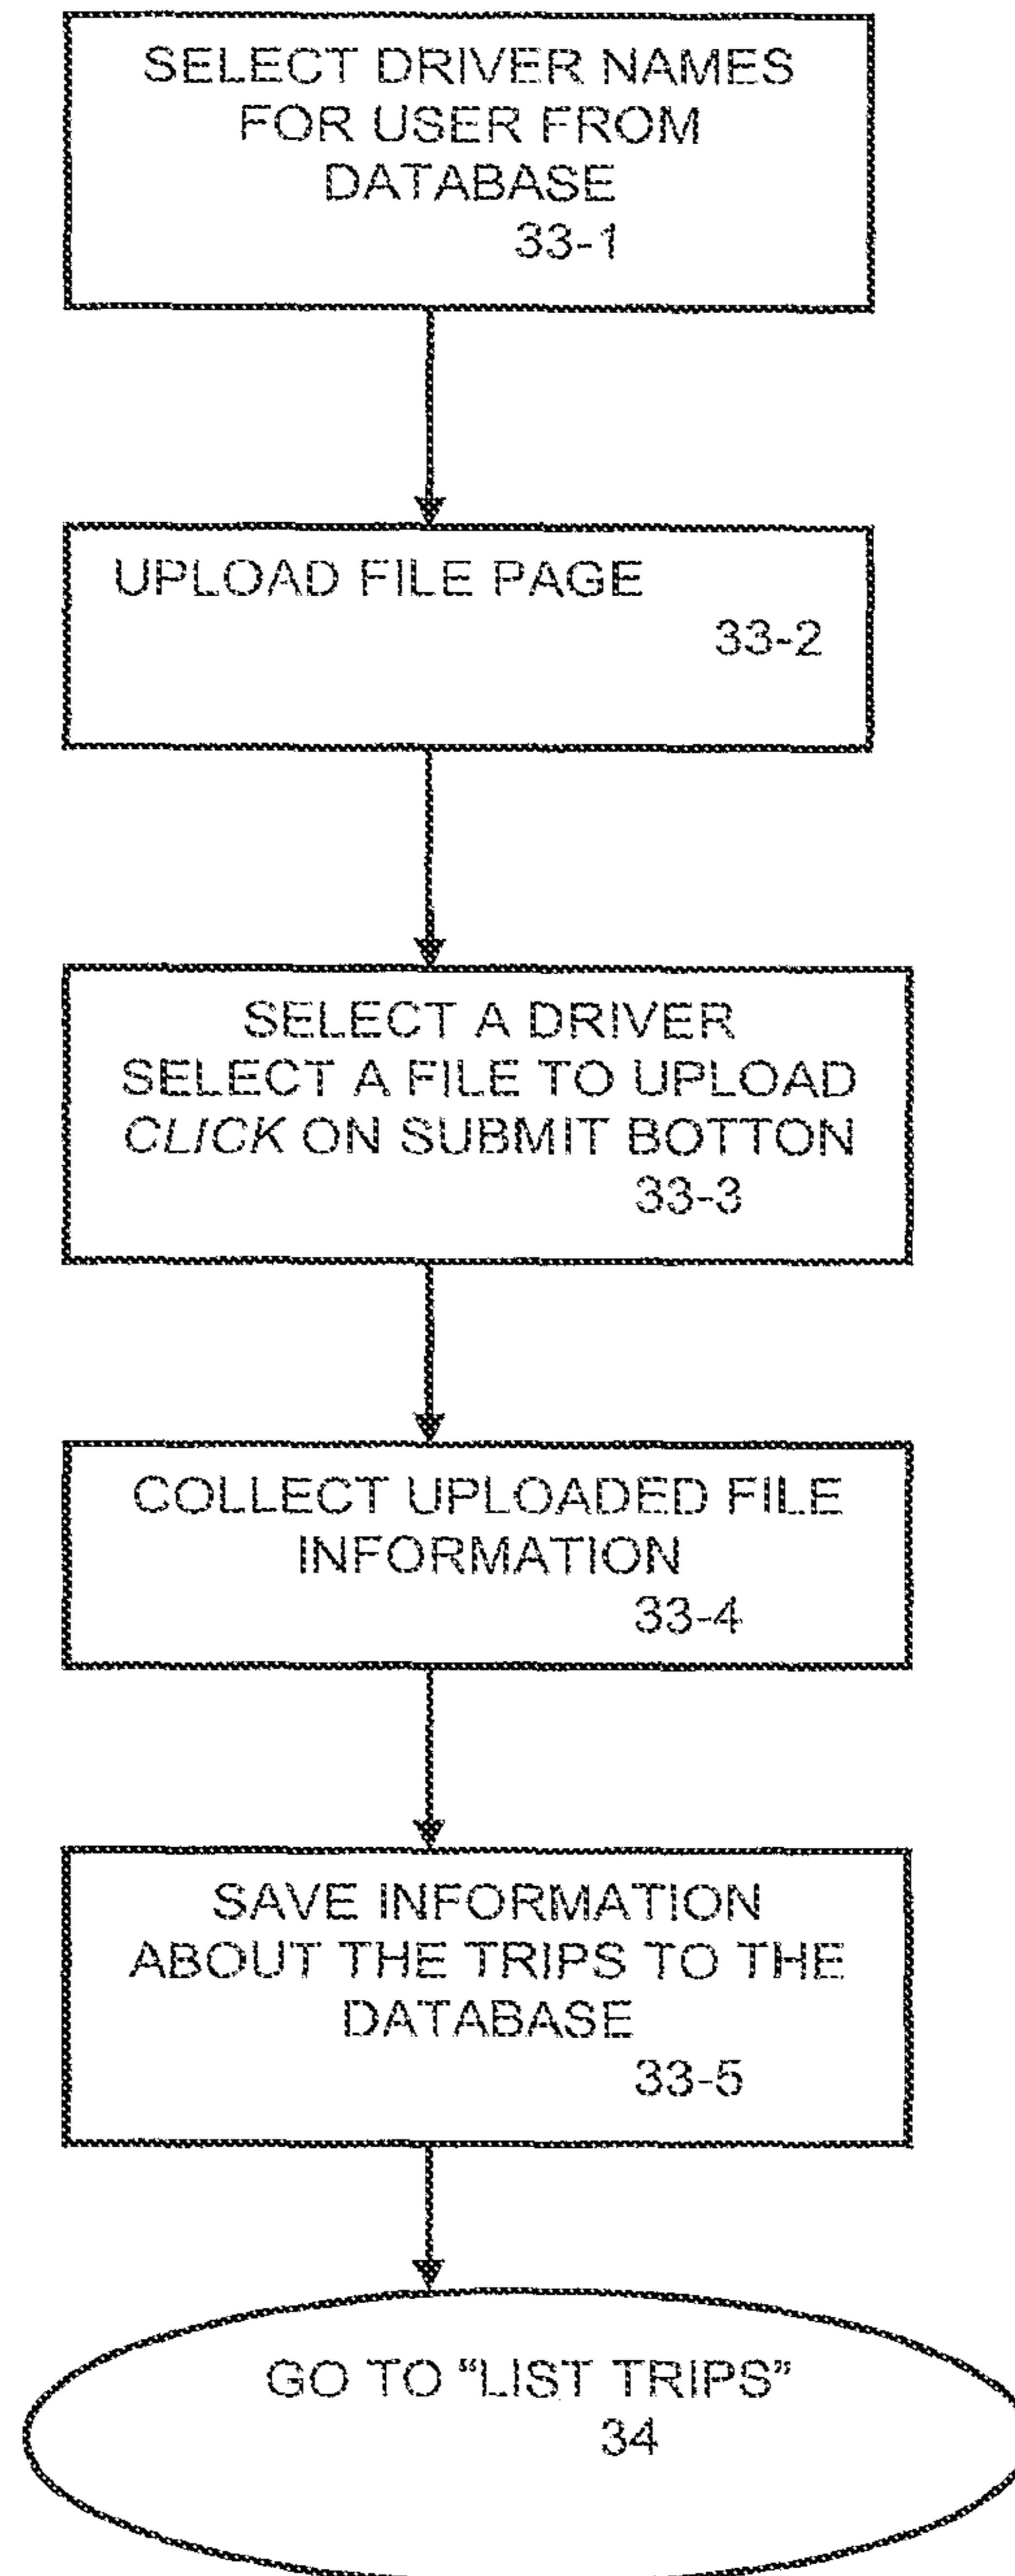 SELECT DRIVER NAMES
FOR USER FROM
DATABASE
33-1
UPLOAD FILE PAGE
33-2
SELECT A DRIVER
SELECT A FILE TO UPLOAD
CLICK ON SUBMIT BOTTON
33-3
COLLECT UPLOADED FILE
INFORMATION
33-4
SAVE INFORMATION
ABOUT THE TRIPS TO THE
DATABASE
33-5
GO TO “LIST TRIPS”
34